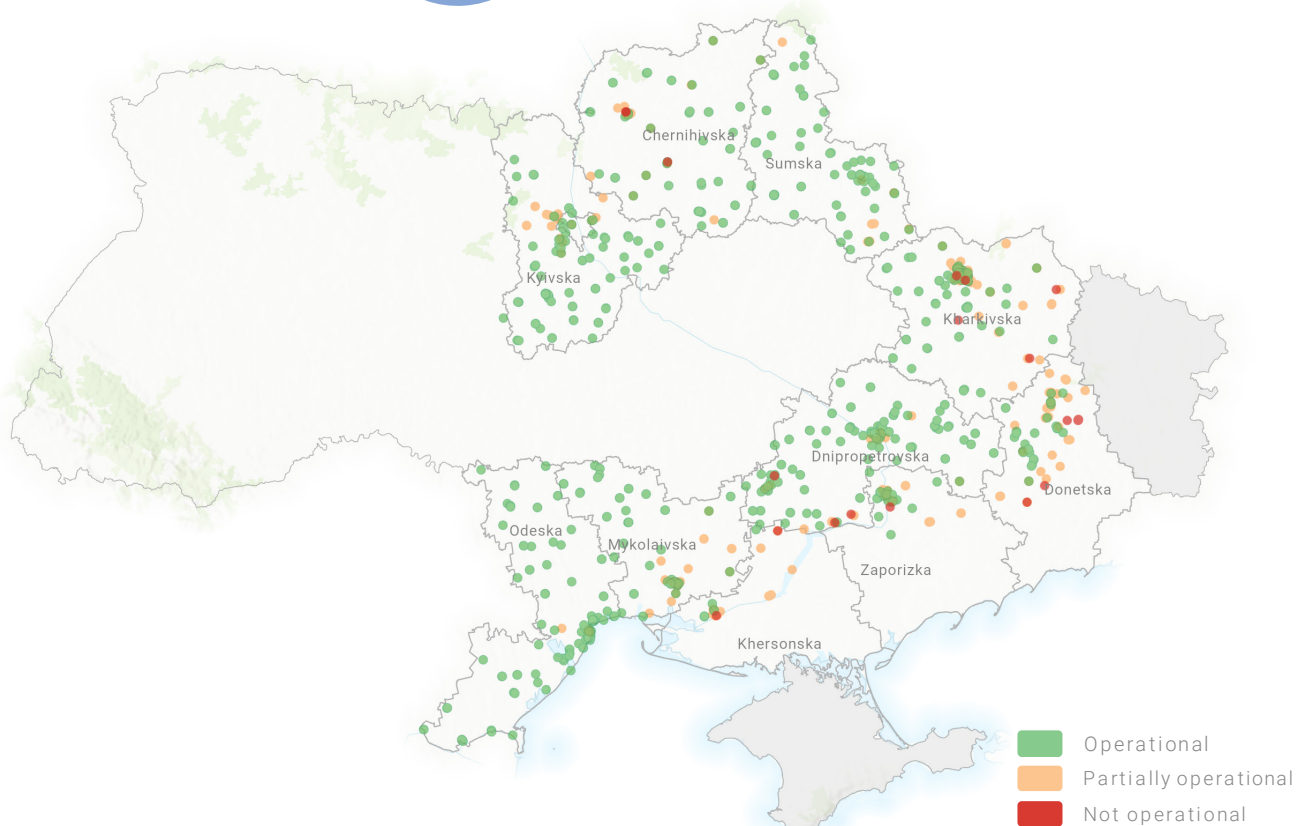 Chernihivska
Sumska
Kyivska
Kharkivska
Dnipropetrovska
Donetska
Odeska
Mykolaivska
Zaporizka
Khersonska
Operational
Partially operational
Not operational